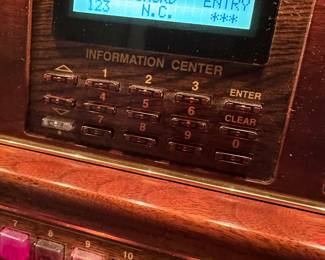 ENTRY
123 N.C. ***
INFORMATION CENTER
1 2 3 ENTER
4 5 6 CLEAR
7 8 9 0
7 8 9 10